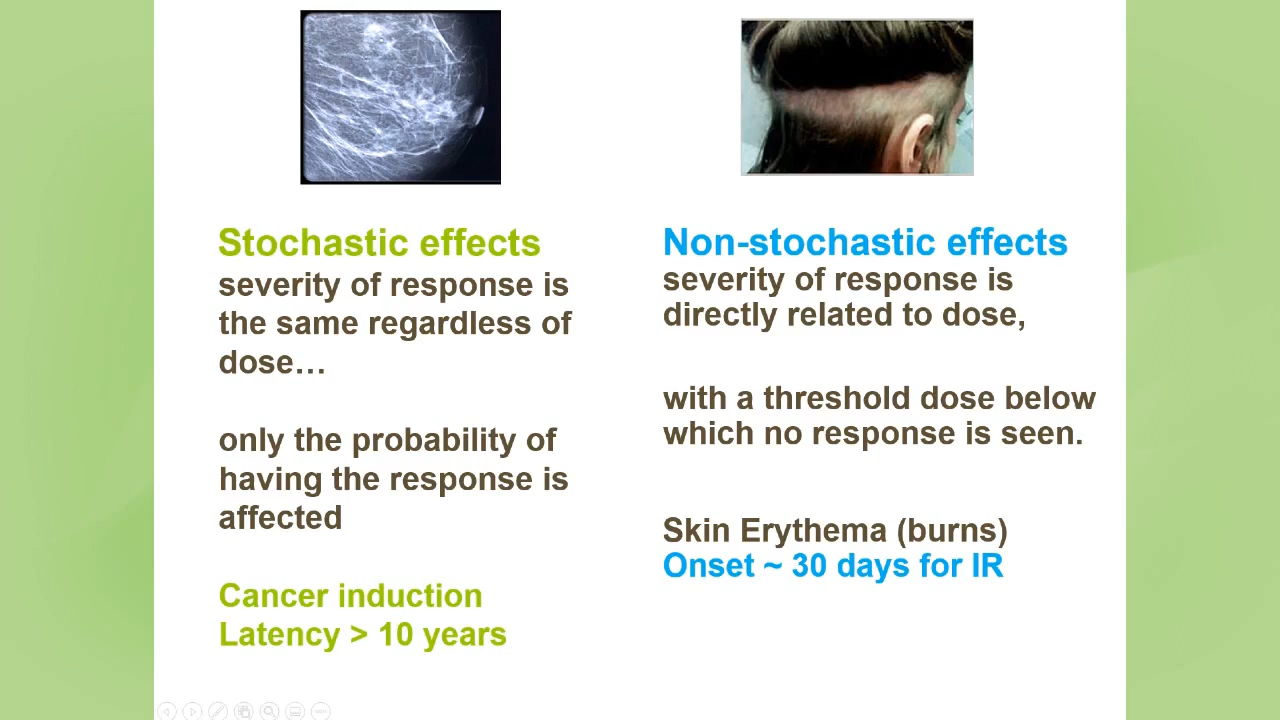 Stochastic effects
severity of response is
the same regardless of
dose…
only the probability of
having the response is
affected
Cancer induction
Latency > 10 years
Non-stochastic effects
severity of response is
directly related to dose,
with a threshold dose below
which no response is seen.
Skin Erythema (burns)
Onset ~ 30 days for IR